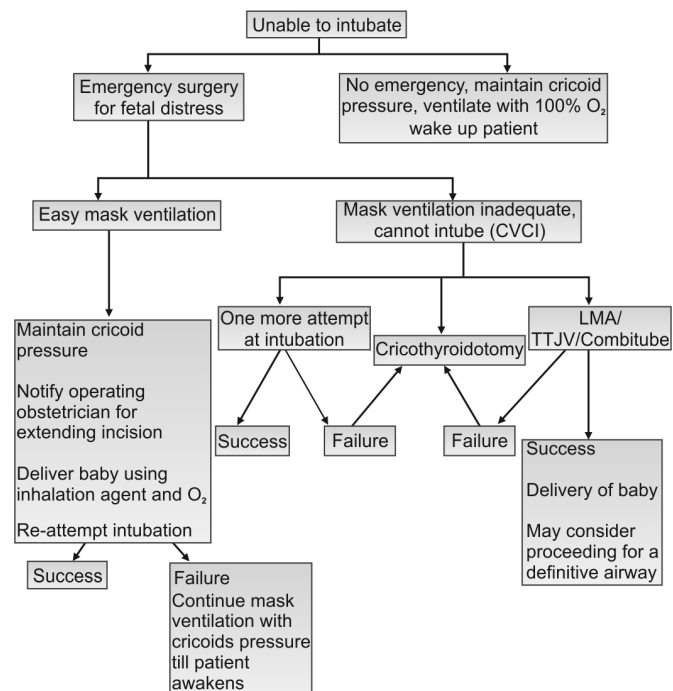 Unable to intubate
Emergency surgery
for fetal distress
No emergency, maintain cricoid
pressure, ventilate with 100% O₂
wake up patient
Easy mask ventilation
Mask ventilation inadequate,
cannot intube (CVCI)
Maintain cricoid
pressure
Notify operating
obstetrician for
extending incision
Deliver baby using
inhalation agent and O₂
Re-attempt intubation
One more attempt
at intubation
Cricothyroidotomy
LMA/
TTJV/Combitube
Success
Failure
Failure
Success
Delivery of baby
May consider
proceeding for a
definitive airway
Success
Failure
Continue mask
ventilation with
cricoids pressure
till patient
awakens